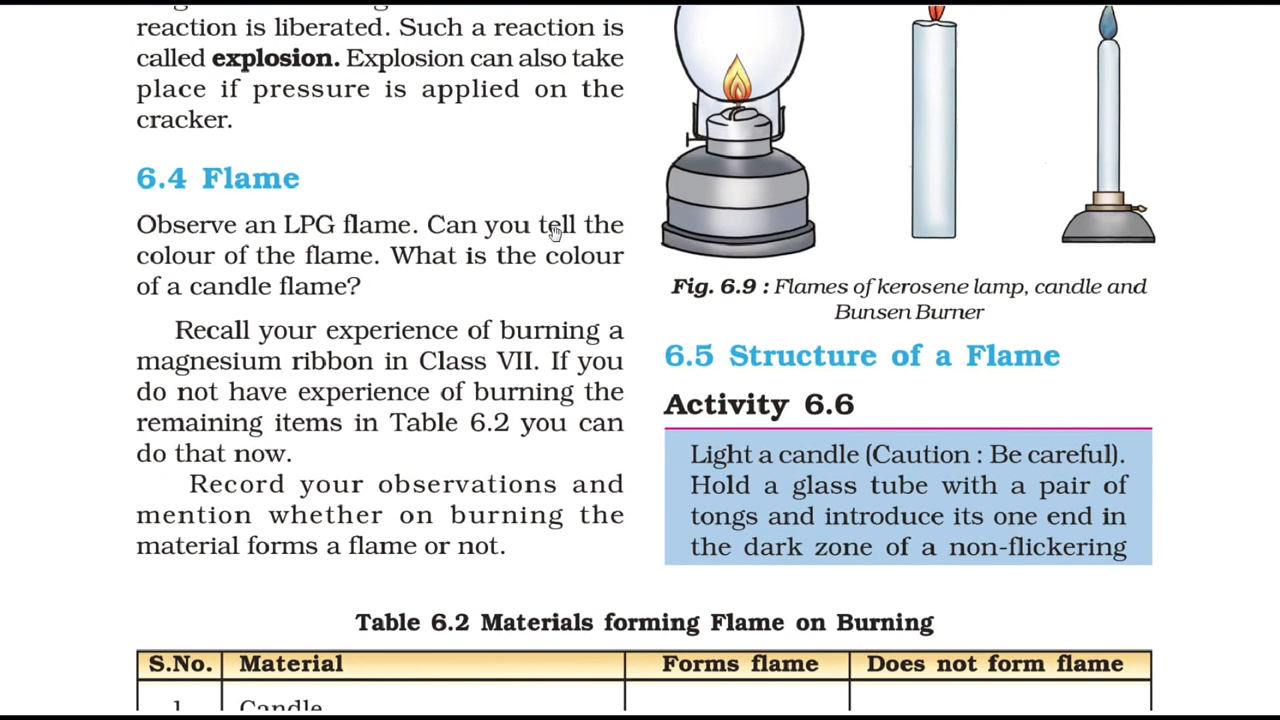 reaction is liberated. Such a reaction is
called explosion. Explosion can also take
place if pressure is applied on the
cracker.
6.4 Flame
Observe an LPG flame. Can you tell the
colour of the flame. What is the colour
of a candle flame?
Recall your experience of burning a
magnesium ribbon in Class VII. If you
do not have experience of burning the
remaining items in Table 6.2 you can
do that now.
Record your observations and
mention whether on burning the
material forms a flame or not.
Fig. 6.9 : Flames of kerosene lamp, candle and
Bunsen Burner
6.5 Structure of a Flame
Activity 6.6
Light a candle (Caution : Be careful).
Hold a glass tube with a pair of
tongs and introduce its one end in
the dark zone of a non-flickering
Table 6.2 Materials forming Flame on Burning
S.No. Material Forms flame Does not form flame
1 Candle